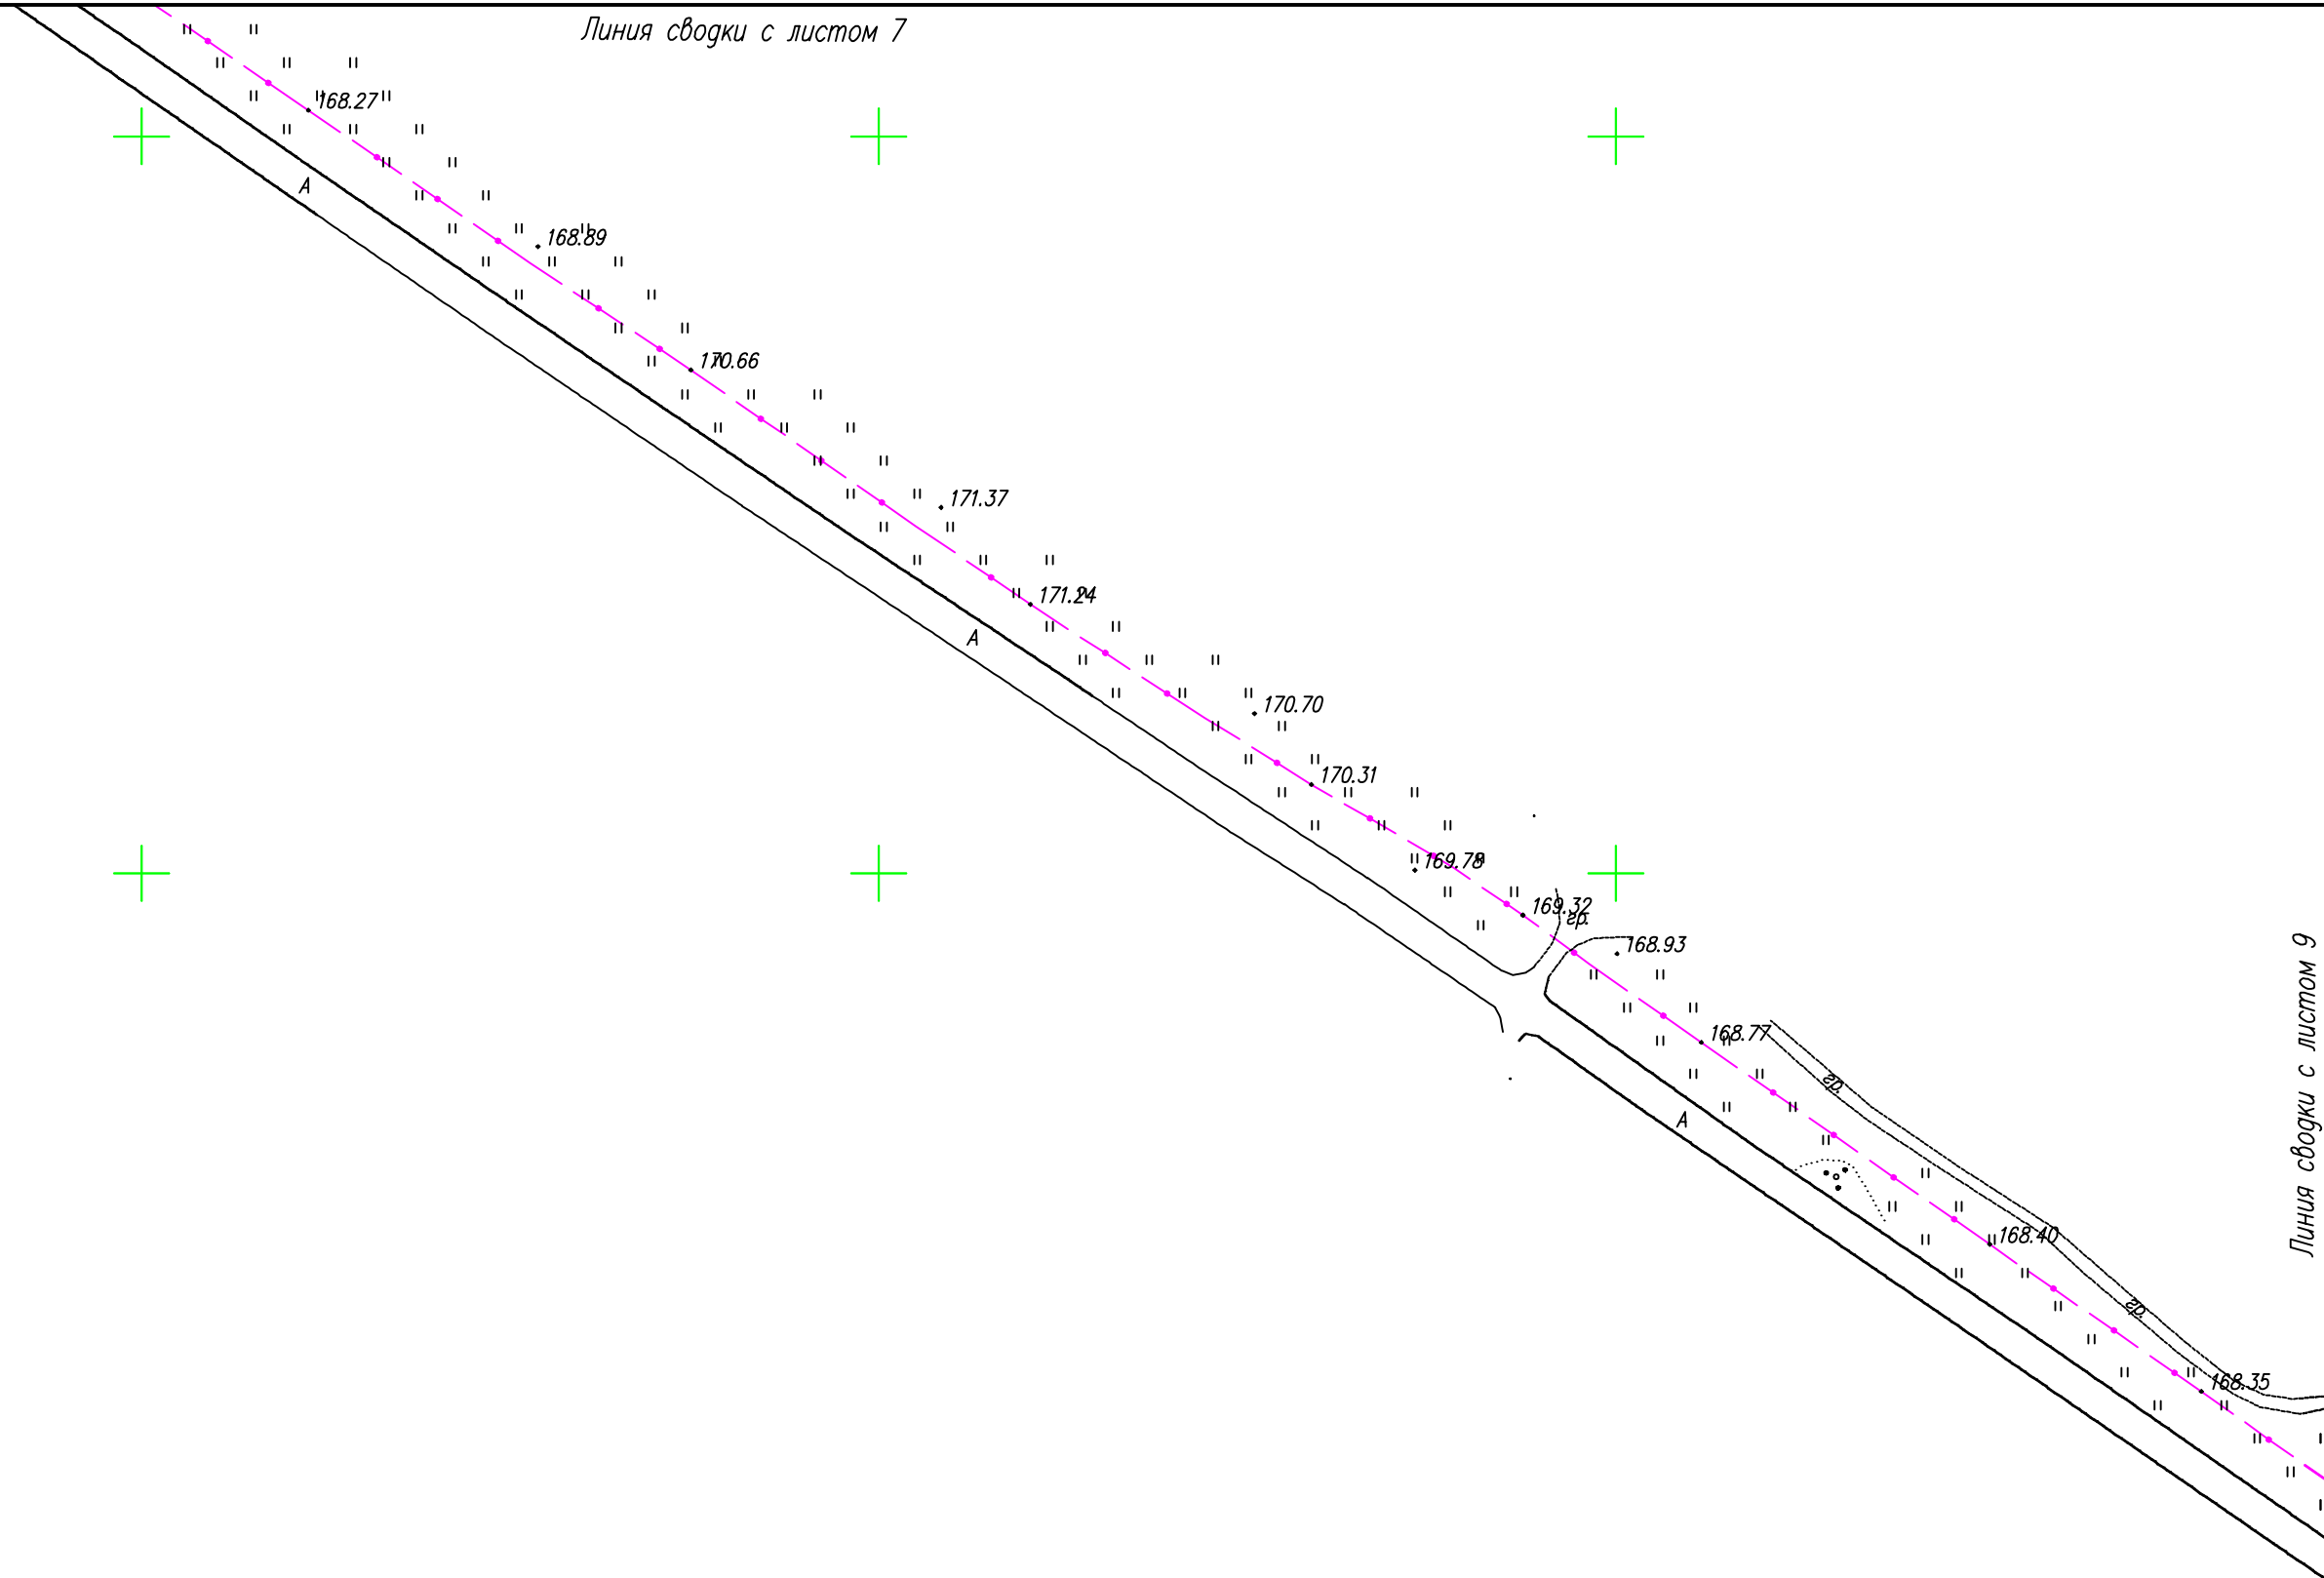 Линия сводки с листом 7
168.27
А
168.89
170.66
171.37
171.24
А
170.70
170.31
169.78
169.32
гр.
168.93
168.77
гр.
А
168.40
гр.
168.35
Линия сводки с листом 9